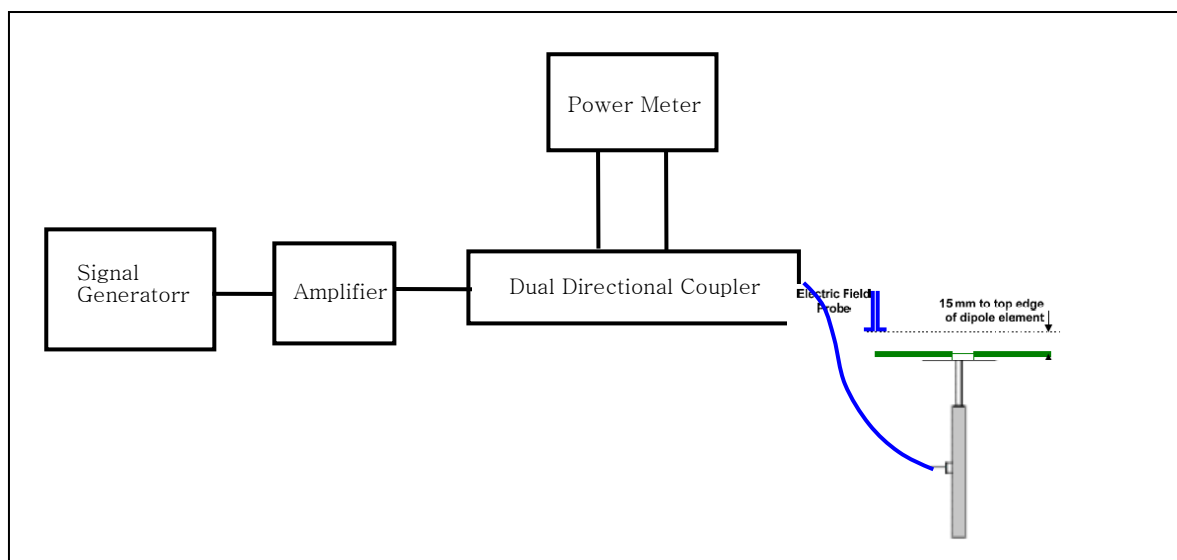 Power Meter
Signal
Generatorr
Amplifier
Dual Directional Coupler
Electric Field
Probe
15 mm to top edge
of dipole element